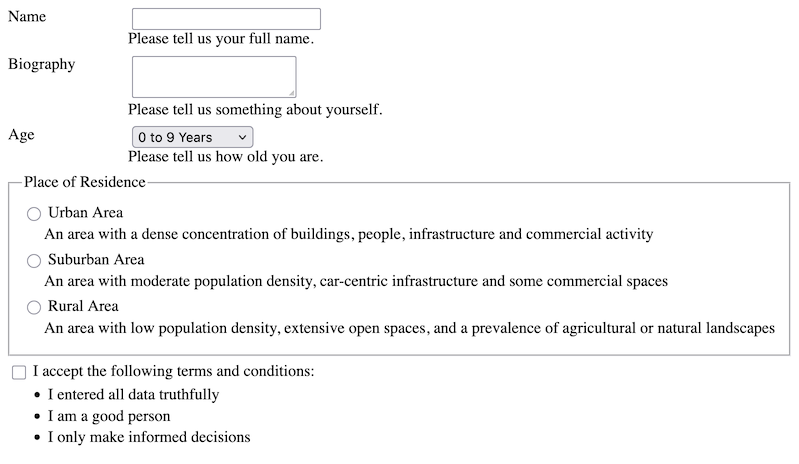 Name
Please tell us your full name.
Biography
Please tell us something about yourself.
Age
0 to 9 Years
Please tell us how old you are.
Place of Residence
Urban Area
An area with a dense concentration of buildings, people, infrastructure and commercial activity
Suburban Area
An area with moderate population density, car-centric infrastructure and some commercial spaces
Rural Area
An area with low population density, extensive open spaces, and a prevalence of agricultural or natural landscapes
I accept the following terms and conditions:
• I entered all data truthfully
• I am a good person
• I only make informed decisions